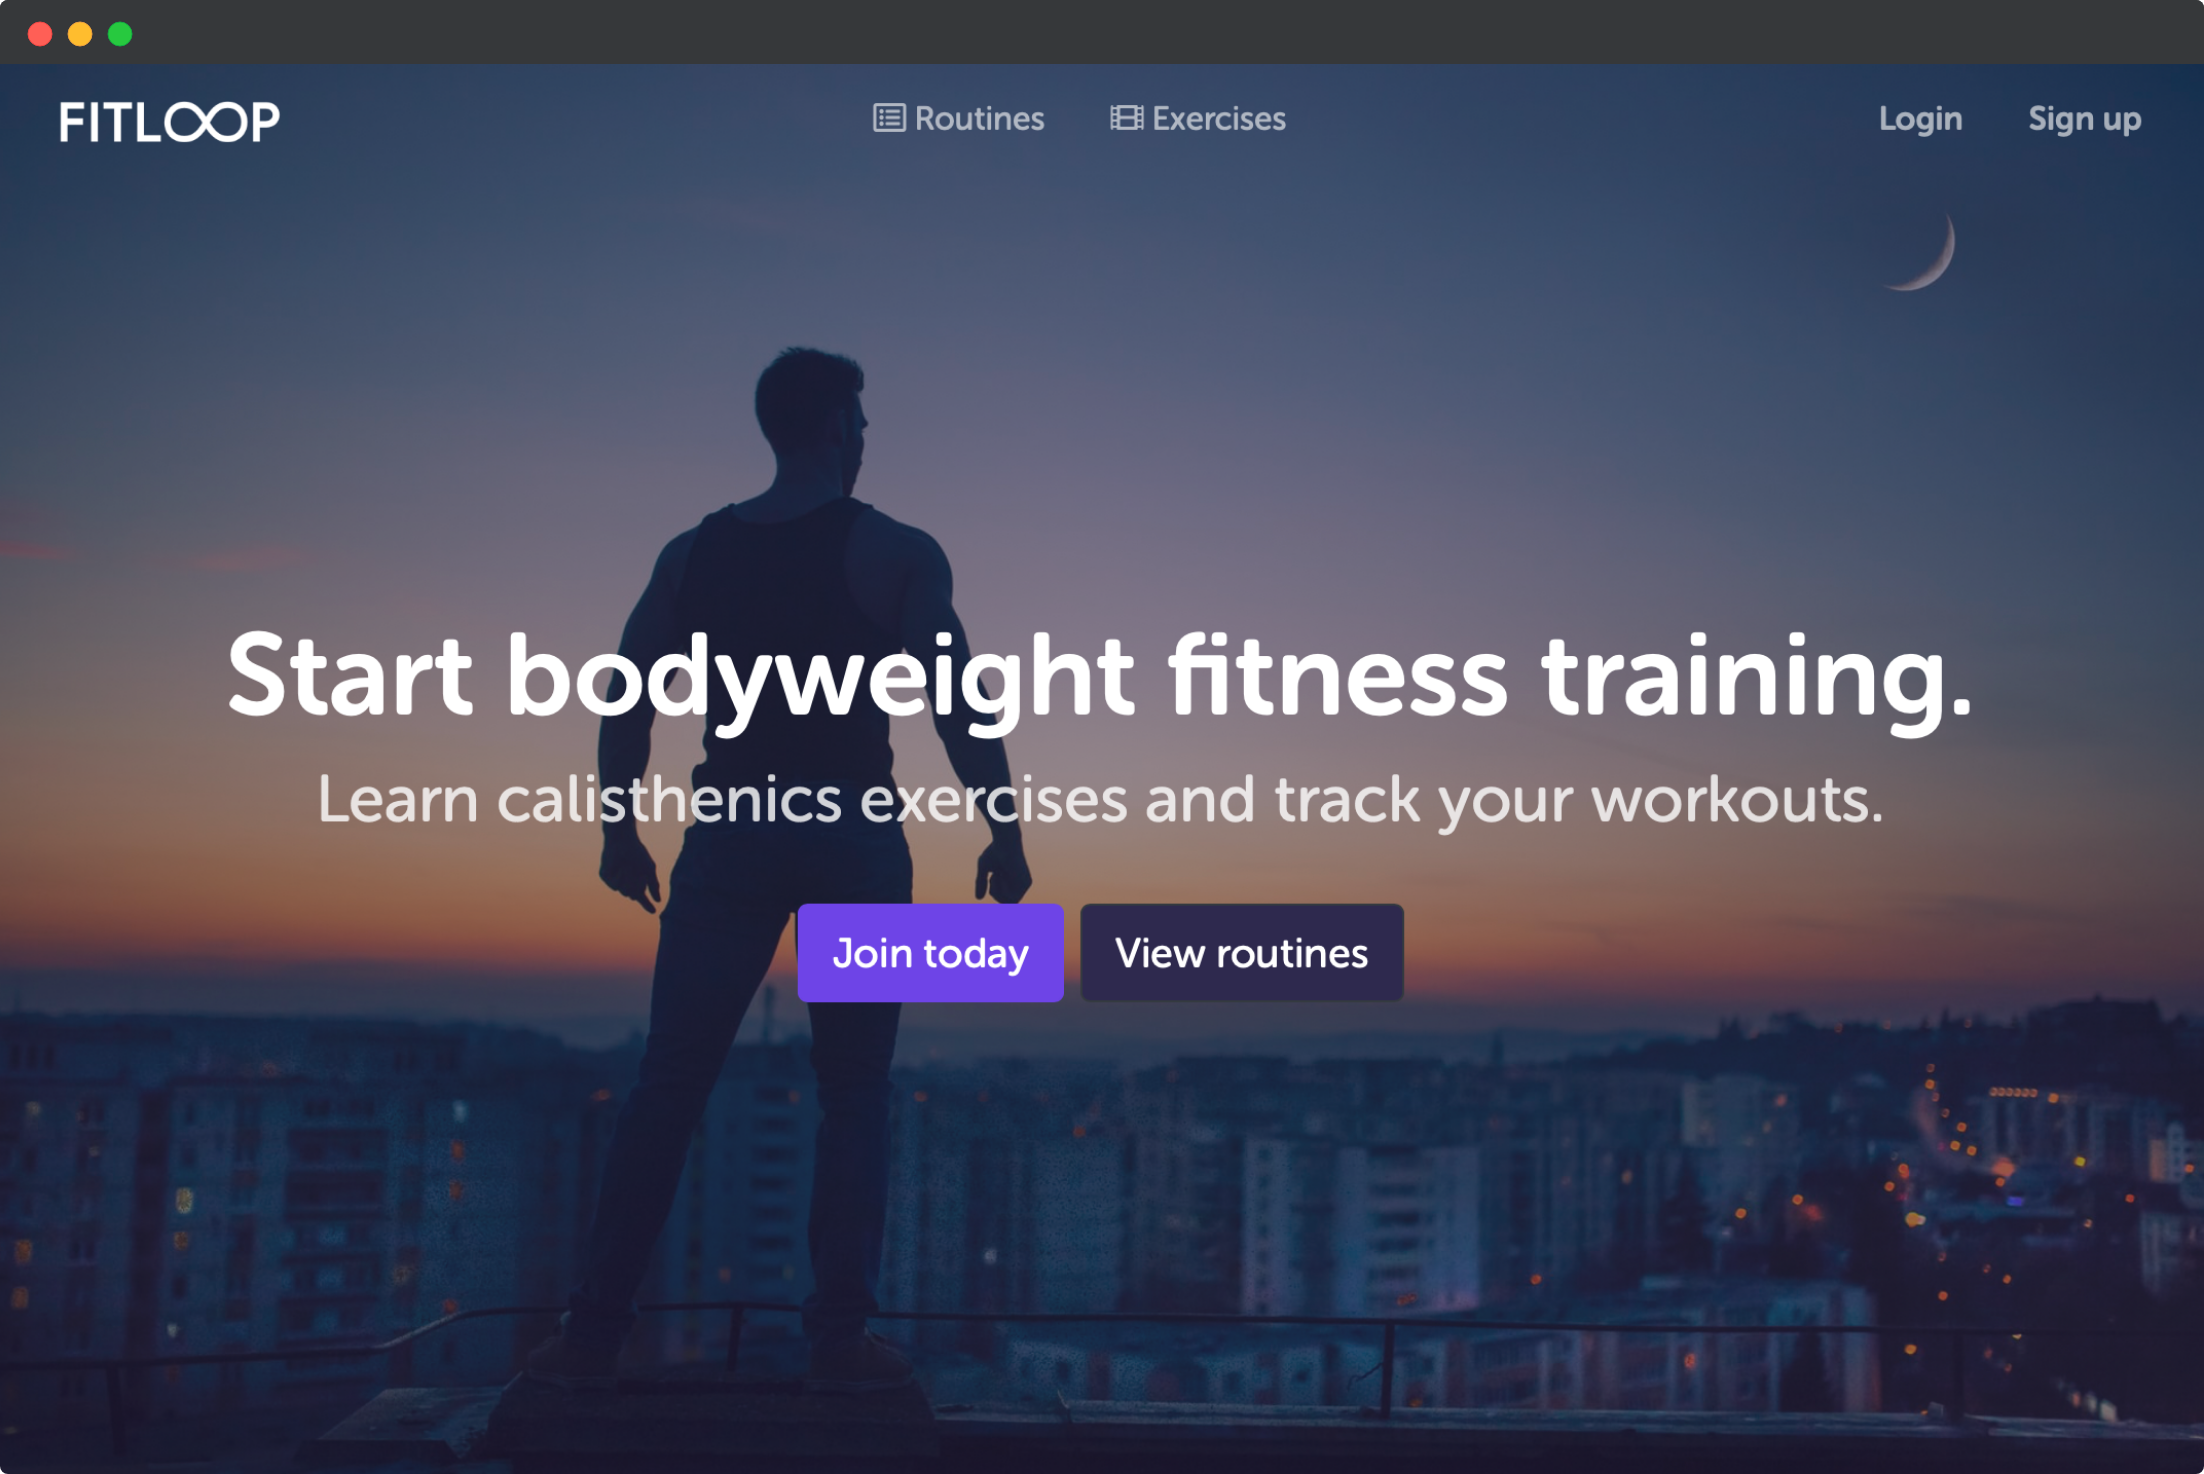 FITLOOP
Routines
Exercises
Login
Sign up
Start bodyweight fitness training.
Learn calisthenics exercises and track your workouts.
Join today
View routines